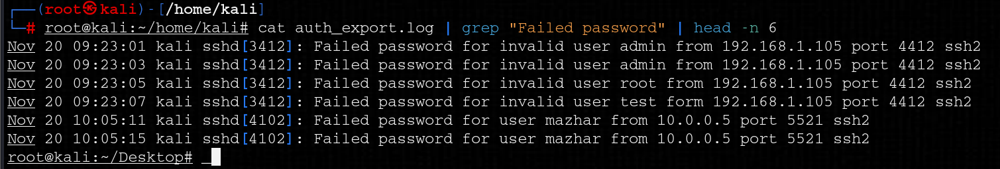 ┌──(root㉿kali)-[/home/kali]
└─# root@kali:~/home/kali# cat auth_export.log | grep "Failed password" | head -n 6
Nov 20 09:23:01 kali sshd[3412]: Failed password for invalid user admin from 192.168.1.105 port 4412 ssh2
Nov 20 09:23:03 kali sshd[3412]: Failed password for invalid user admin from 192.168.1.105 port 4412 ssh2
Nov 20 09:23:05 kali sshd[3412]: Failed password for invalid user root from 192.168.1.105 port 4412 ssh2
Nov 20 09:23:07 kali sshd[3412]: Failed password for invalid user test form 192.168.1.105 port 4412 ssh2
Nov 20 10:05:11 kali sshd[4102]: Failed password for user mazhar from 10.0.0.5 port 5521 ssh2
Nov 20 10:05:15 kali sshd[4102]: Failed password for user mazhar from 10.0.0.5 port 5521 ssh2
root@kali:~/Desktop# _